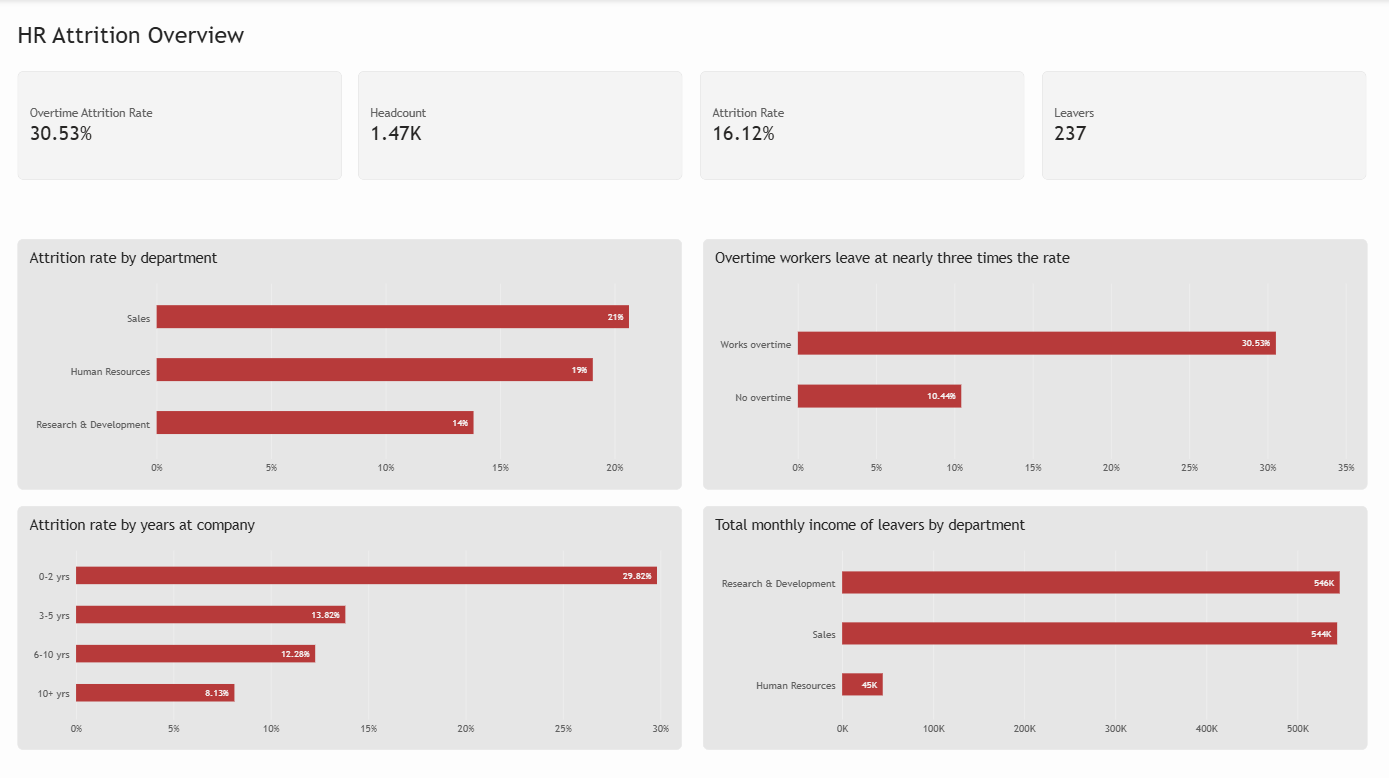 HR Attrition Overview
Overtime Attrition Rate
30.53%
Headcount
1.47K
Attrition Rate
16.12%
Leavers
237
Attrition rate by department
Sales
21%
Human Resources
19%
Research & Development
14%
0% 5% 10% 15% 20%
Overtime workers leave at nearly three times the rate
Works overtime
30.53%
No overtime
10.44%
0% 5% 10% 15% 20% 25% 30% 35%
Attrition rate by years at company
0-2 yrs
29.82%
3-5 yrs
13.82%
6-10 yrs
12.28%
10+ yrs
8.13%
0% 5% 10% 15% 20% 25% 30%
Total monthly income of leavers by department
Research & Development
546K
Sales
544K
Human Resources
45K
0K 100K 200K 300K 400K 500K